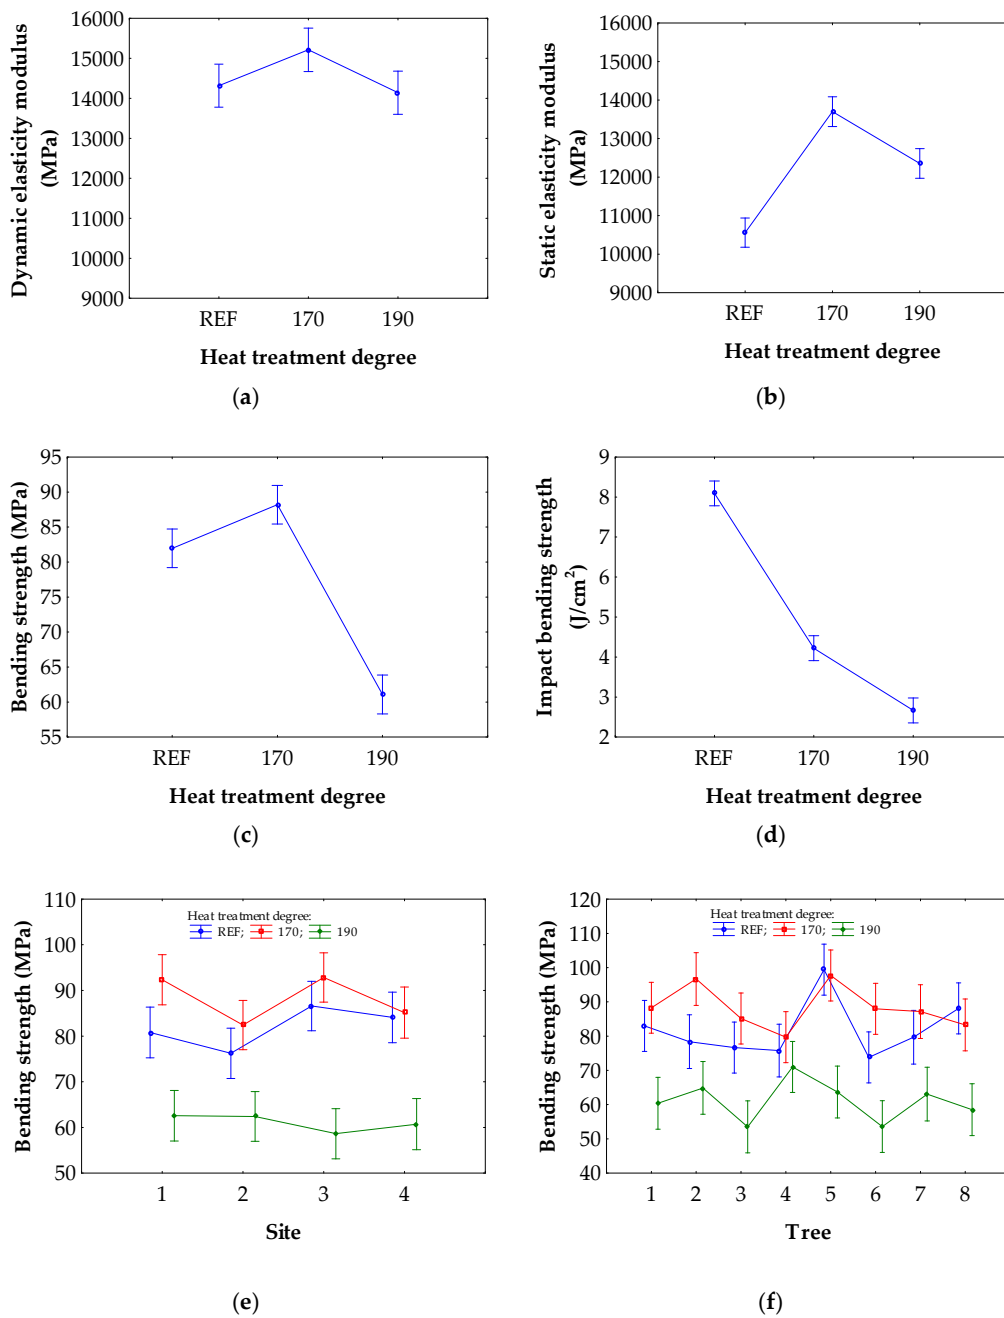 Dynamic elasticity modulus
(MPa)
16000
15000
14000
13000
12000
11000
10000
9000
REF 170 190
Heat treatment degree
(a)
Static elasticity modulus
(MPa)
16000
15000
14000
13000
12000
11000
10000
9000
REF 170 190
Heat treatment degree
(b)
Bending strength (MPa)
95
90
85
80
75
70
65
60
55
REF 170 190
Heat treatment degree
(c)
Impact bending strength
(J/cm²)
9
8
7
6
5
4
3
2
REF 170 190
Heat treatment degree
(d)
Bending strength (MPa)
110
100
90
80
70
60
50
Heat treatment degree:
REF; 170; 190
1 2 3 4
Site
(e)
Bending strength (MPa)
120
110
100
90
80
70
60
50
40
Heat treatment degree:
REF; 170; 190
1 2 3 4 5 6 7 8
Tree
(f)